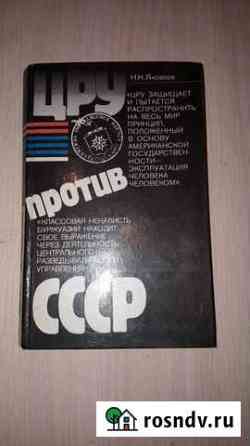 Н.Н.Яковлев
ЦРУ
«ЦРУ ЗАЩИЩАЕТ
И ПЫТАЕТСЯ
РАСПРОСТРАНИТЬ
НА ВЕСЬ МИР
ПРИНЦИП,
ПОЛОЖЕННЫЙ
В ОСНОВУ
АМЕРИКАНСКОЙ
ГОСУДАРСТВЕН
НОСТИ—
ЭКСПЛУАТАЦИЯ
ЧЕЛОВЕКА
ЧЕЛОВЕКОМ»
против
«КЛАССОВАЯ НЕНАВИСТЬ
БУРЖУАЗИИ НАХОДИТ
СВОЕ ВЫРАЖЕНИЕ
ЧЕРЕЗ ДЕЯТЕЛЬНОСТЬ
ЦЕНТРАЛЬНОГО
РАЗВЕДЫВАТЕЛЬНОГО
УПРАВЛЕНИЯ»
СССР
rosndv.ru